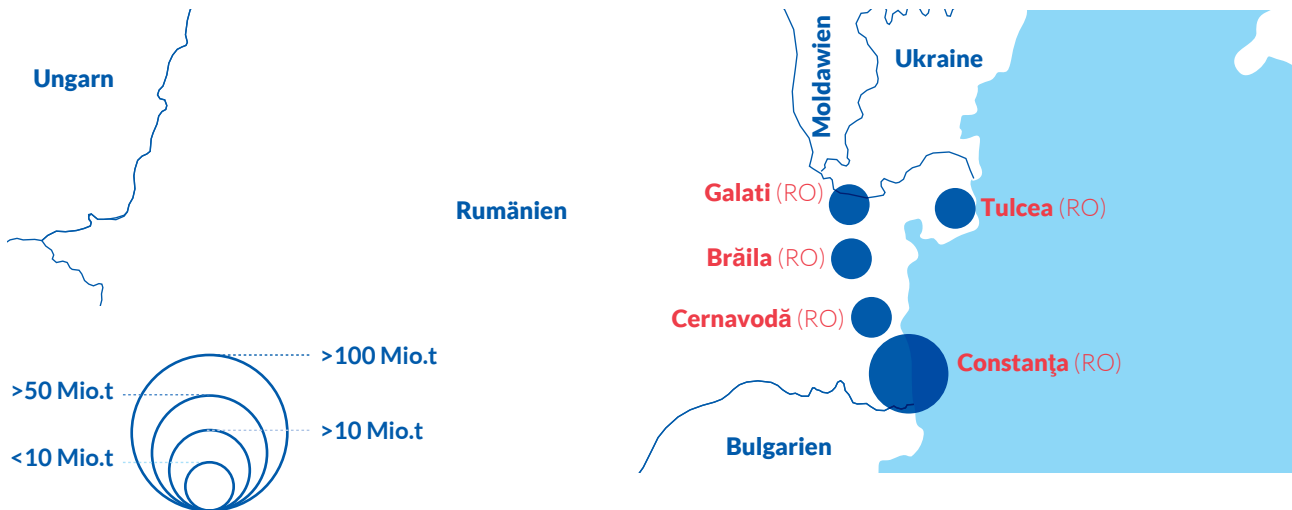 Ungarn
Moldawien
Ukraine
Galati (RO)
Rumänien
Tulcea (RO)
Brăila (RO)
Cernavodă (RO)
>100 Mio.t
Constanţa (RO)
>50 Mio.t
>10 Mio.t
<10 Mio.t
Bulgarien